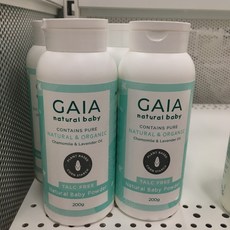 GAIA
natural baby
CONTAINS PURE
NATURAL & ORGANIC
Chamomile & Lavender Oil
TALC FREE
Natural Baby Powder
200g
GAIA
natural baby
CONTAINS PURE
NATURAL & ORGANIC
Chamomile & Lavender Oil
TALC FREE
Natural Baby Powder
200g